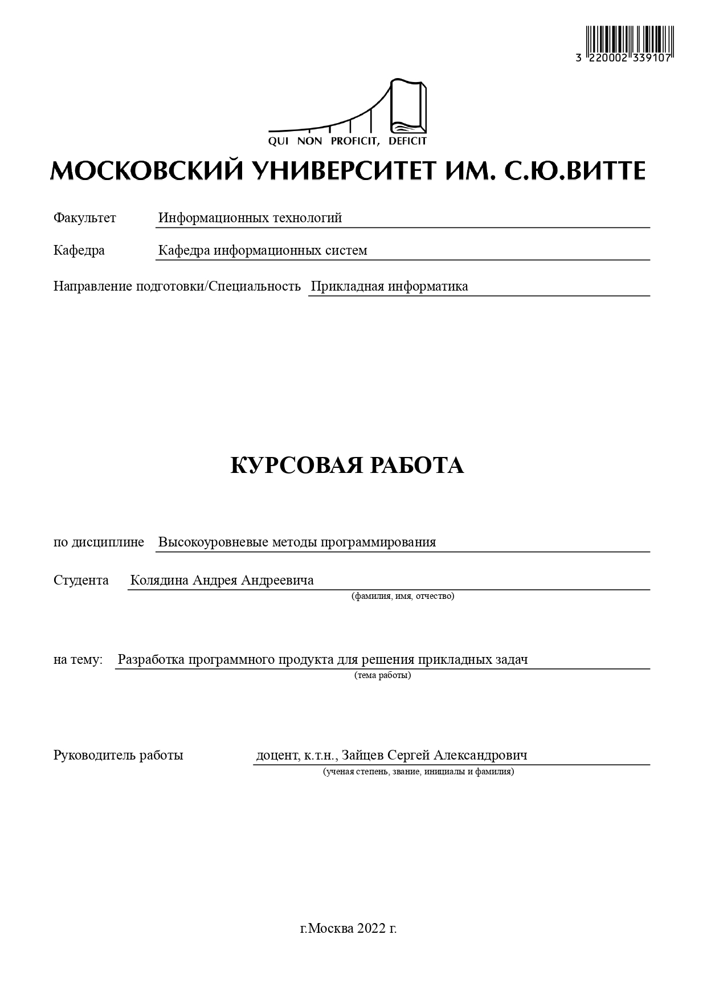 3 220002 339107
QUI NON PROFICIT, DEFICIT
МОСКОВСКИЙ УНИВЕРСИТЕТ ИМ. С.Ю.ВИТТЕ
Факультет Информационных технологий
Кафедра Кафедра информационных систем
Направление подготовки/Специальность Прикладная информатика
КУРСОВАЯ РАБОТА
по дисциплине Высокоуровневые методы программирования
Студента Колядина Андрея Андреевича
(фамилия, имя, отчество)
на тему: Разработка программного продукта для решения прикладных задач
(тема работы)
Руководитель работы доцент, к.т.н., Зайцев Сергей Александрович
(ученая степень, звание, инициалы и фамилия)
г.Москва 2022 г.